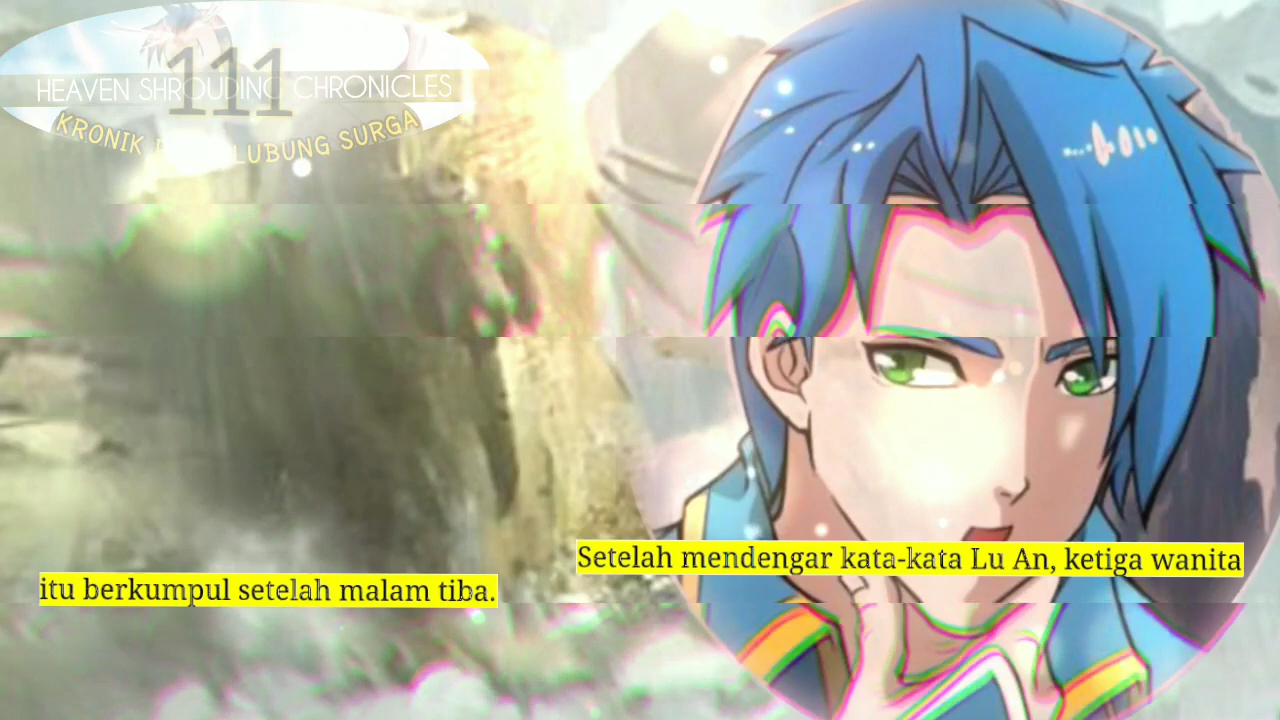 111
HEAVEN SHROUDING CHRONICLES
KRONIK LUBUNG SURGA
Setelah mendengar kata-kata Lu An, ketiga wanita
itu berkumpul setelah malam tiba.